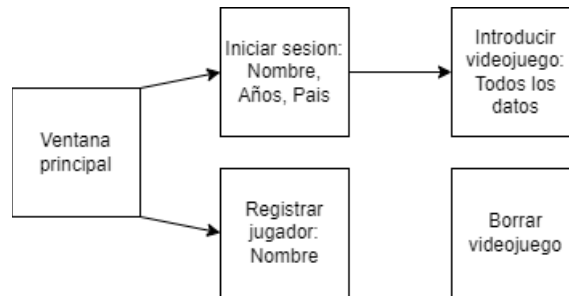 Ventana
principal
Iniciar sesion:
Nombre,
Años, Pais
Introducir
videojuego:
Todos los
datos
Registrar
jugador:
Nombre
Borrar
videojuego